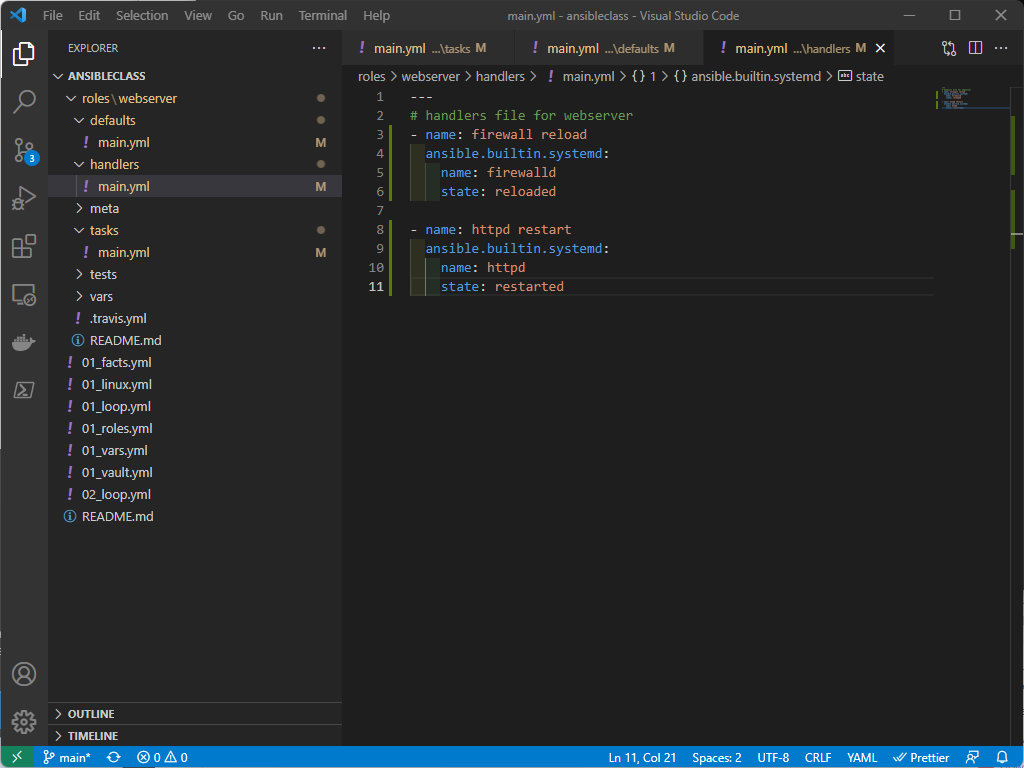 File Edit Selection View Go Run Terminal Help main.yml - ansibleclass - Visual Studio Code
EXPLORER ···
ANSIBLECLASS
roles\webserver
defaults
! main.yml M
handlers
! main.yml M
meta
tasks
! main.yml M
tests
vars
! .travis.yml
README.md
! 01_facts.yml
! 01_linux.yml
! 01_loop.yml
! 01_roles.yml
! 01_vars.yml
! 01_vault.yml
! 02_loop.yml
README.md
OUTLINE
TIMELINE
3
! main.yml ...\tasks M ! main.yml ...\defaults M ! main.yml ...\handlers M
roles > webserver > handlers > ! main.yml > {} 1 > {} ansible.builtin.systemd > abc state
1 ---
2 # handlers file for webserver
3 - name: firewall reload
4 ansible.builtin.systemd:
5 name: firewalld
6 state: reloaded
7
8 - name: httpd restart
9 ansible.builtin.systemd:
10 name: httpd
11 state: restarted
main* 0 0 Ln 11, Col 21 Spaces: 2 UTF-8 CRLF YAML Prettier